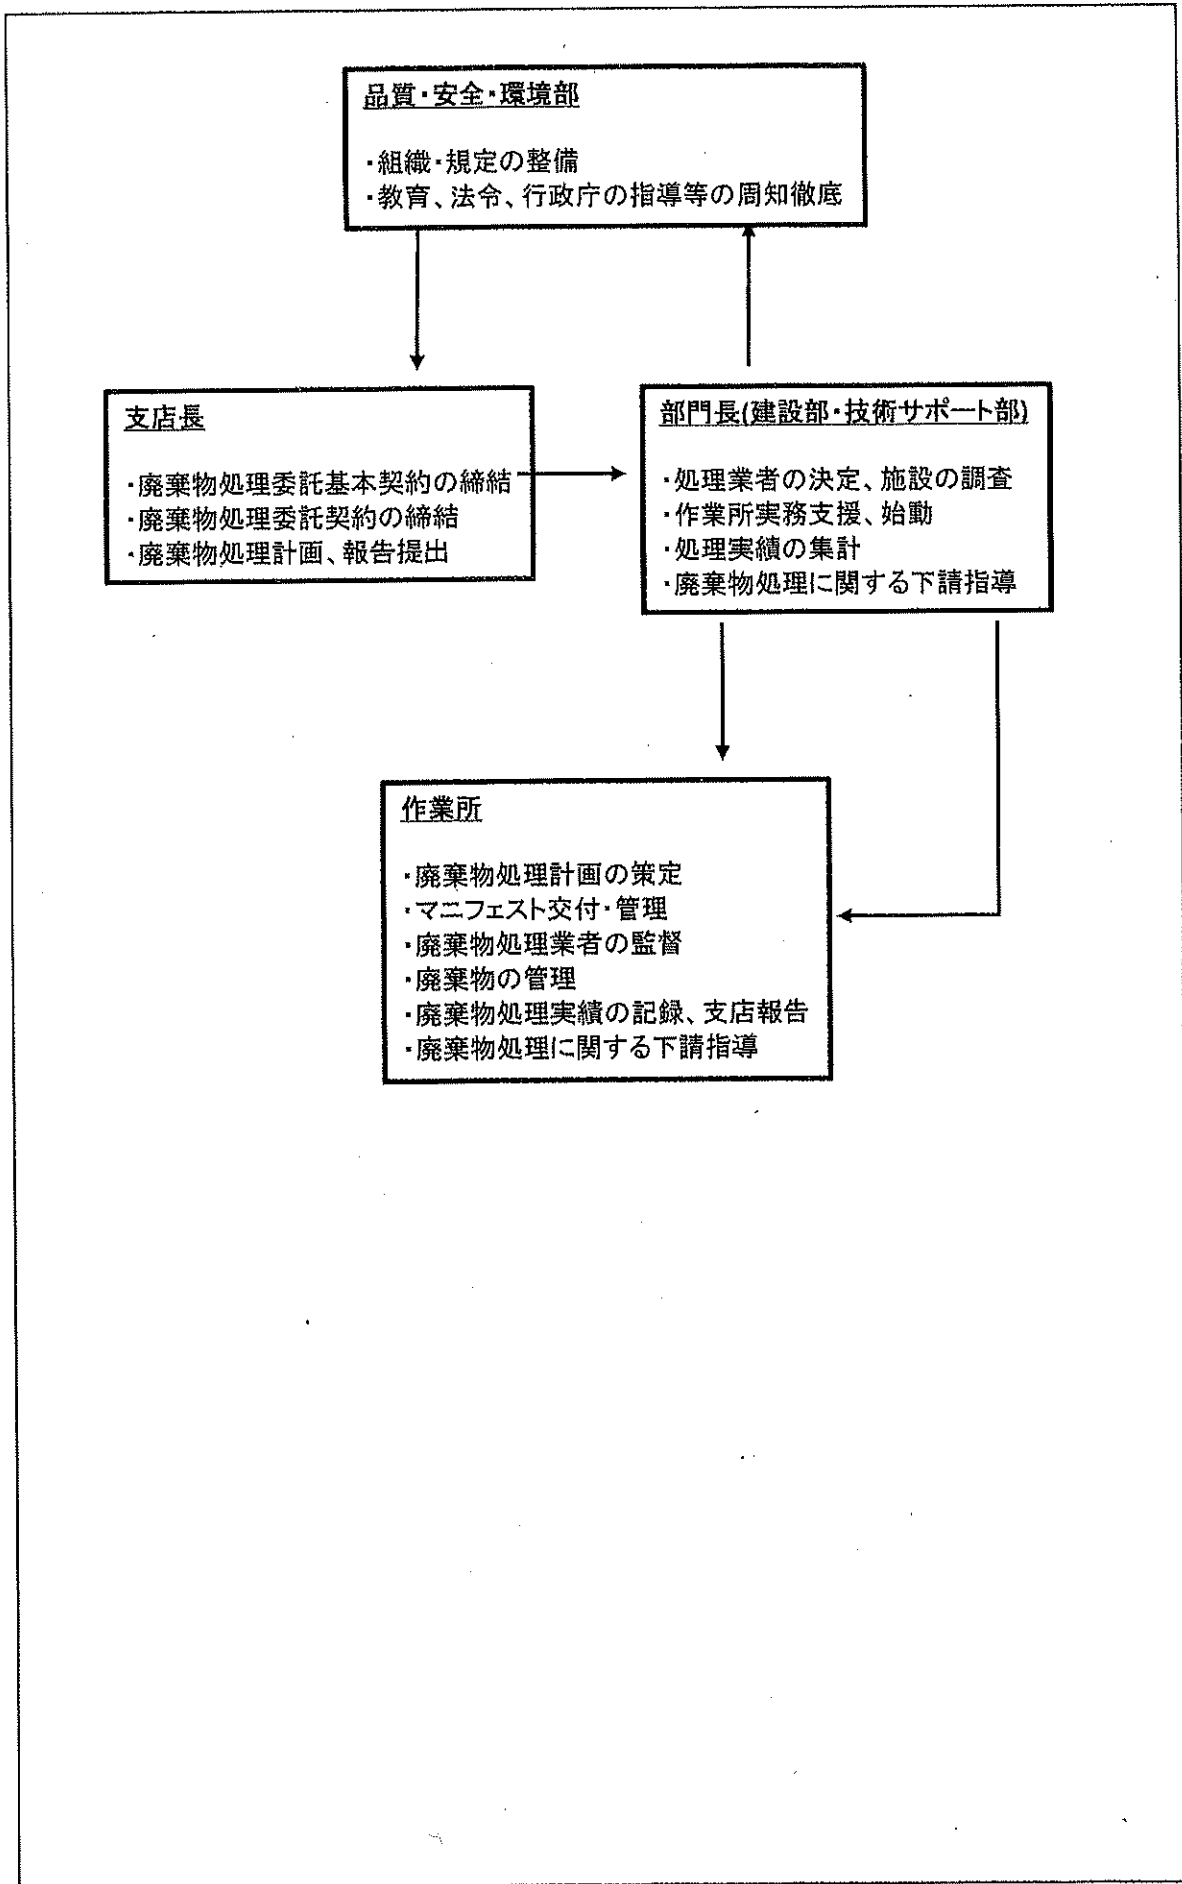 品質・安全・環境部
・組織・規定の整備
・教育、法令、行政庁の指導等の周知徹底
支店長
・廃棄物処理委託基本契約の締結
・廃棄物処理委託契約の締結
・廃棄物処理計画、報告提出
部門長(建設部・技術サポート部)
・処理業者の決定、施設の調査
・作業所実務支援、始動
・処理実績の集計
・廃棄物処理に関する下請指導
作業所
・廃棄物処理計画の策定
・マニフェスト交付・管理
・廃棄物処理業者の監督
・廃棄物の管理
・廃棄物処理実績の記録、支店報告
・廃棄物処理に関する下請指導